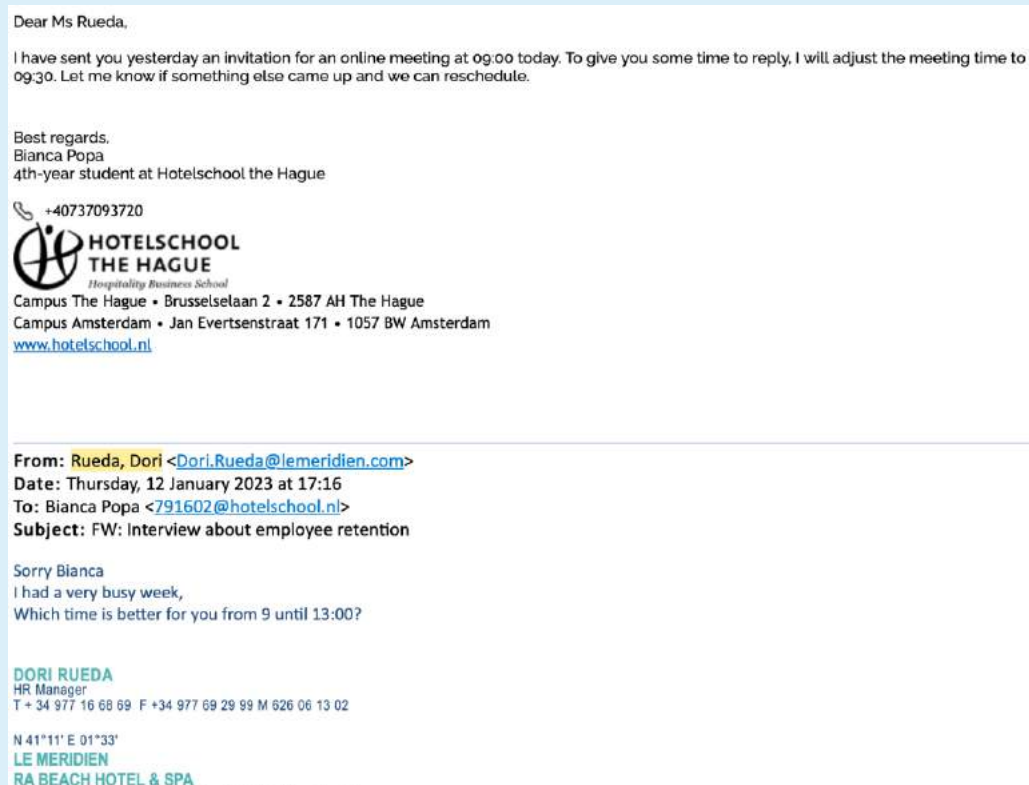 Dear Ms Rueda,
I have sent you yesterday an invitation for an online meeting at 09:00 today. To give you some time to reply, I will adjust the meeting time to
09:30. Let me know if something else came up and we can reschedule.
Best regards,
Bianca Popa
4th-year student at Hotelschool the Hague
+40737093720
HOTELSCHOOL
THE HAGUE
Hospitality Business School
Campus The Hague • Brusselselaan 2 • 2587 AH The Hague
Campus Amsterdam • Jan Evertsenstraat 171 • 1057 BW Amsterdam
www.hotelschool.nl
From: Rueda, Dori <Dori.Rueda@lemeridien.com>
Date: Thursday, 12 January 2023 at 17:16
To: Bianca Popa <791602@hotelschool.nl>
Subject: FW: Interview about employee retention
Sorry Bianca
I had a very busy week,
Which time is better for you from 9 until 13:00?
DORI RUEDA
HR Manager
T + 34 977 16 68 69 F +34 977 69 29 99 M 626 06 13 02
N 41°11' E 01°33'
LE MERIDIEN
RA BEACH HOTEL & SPA